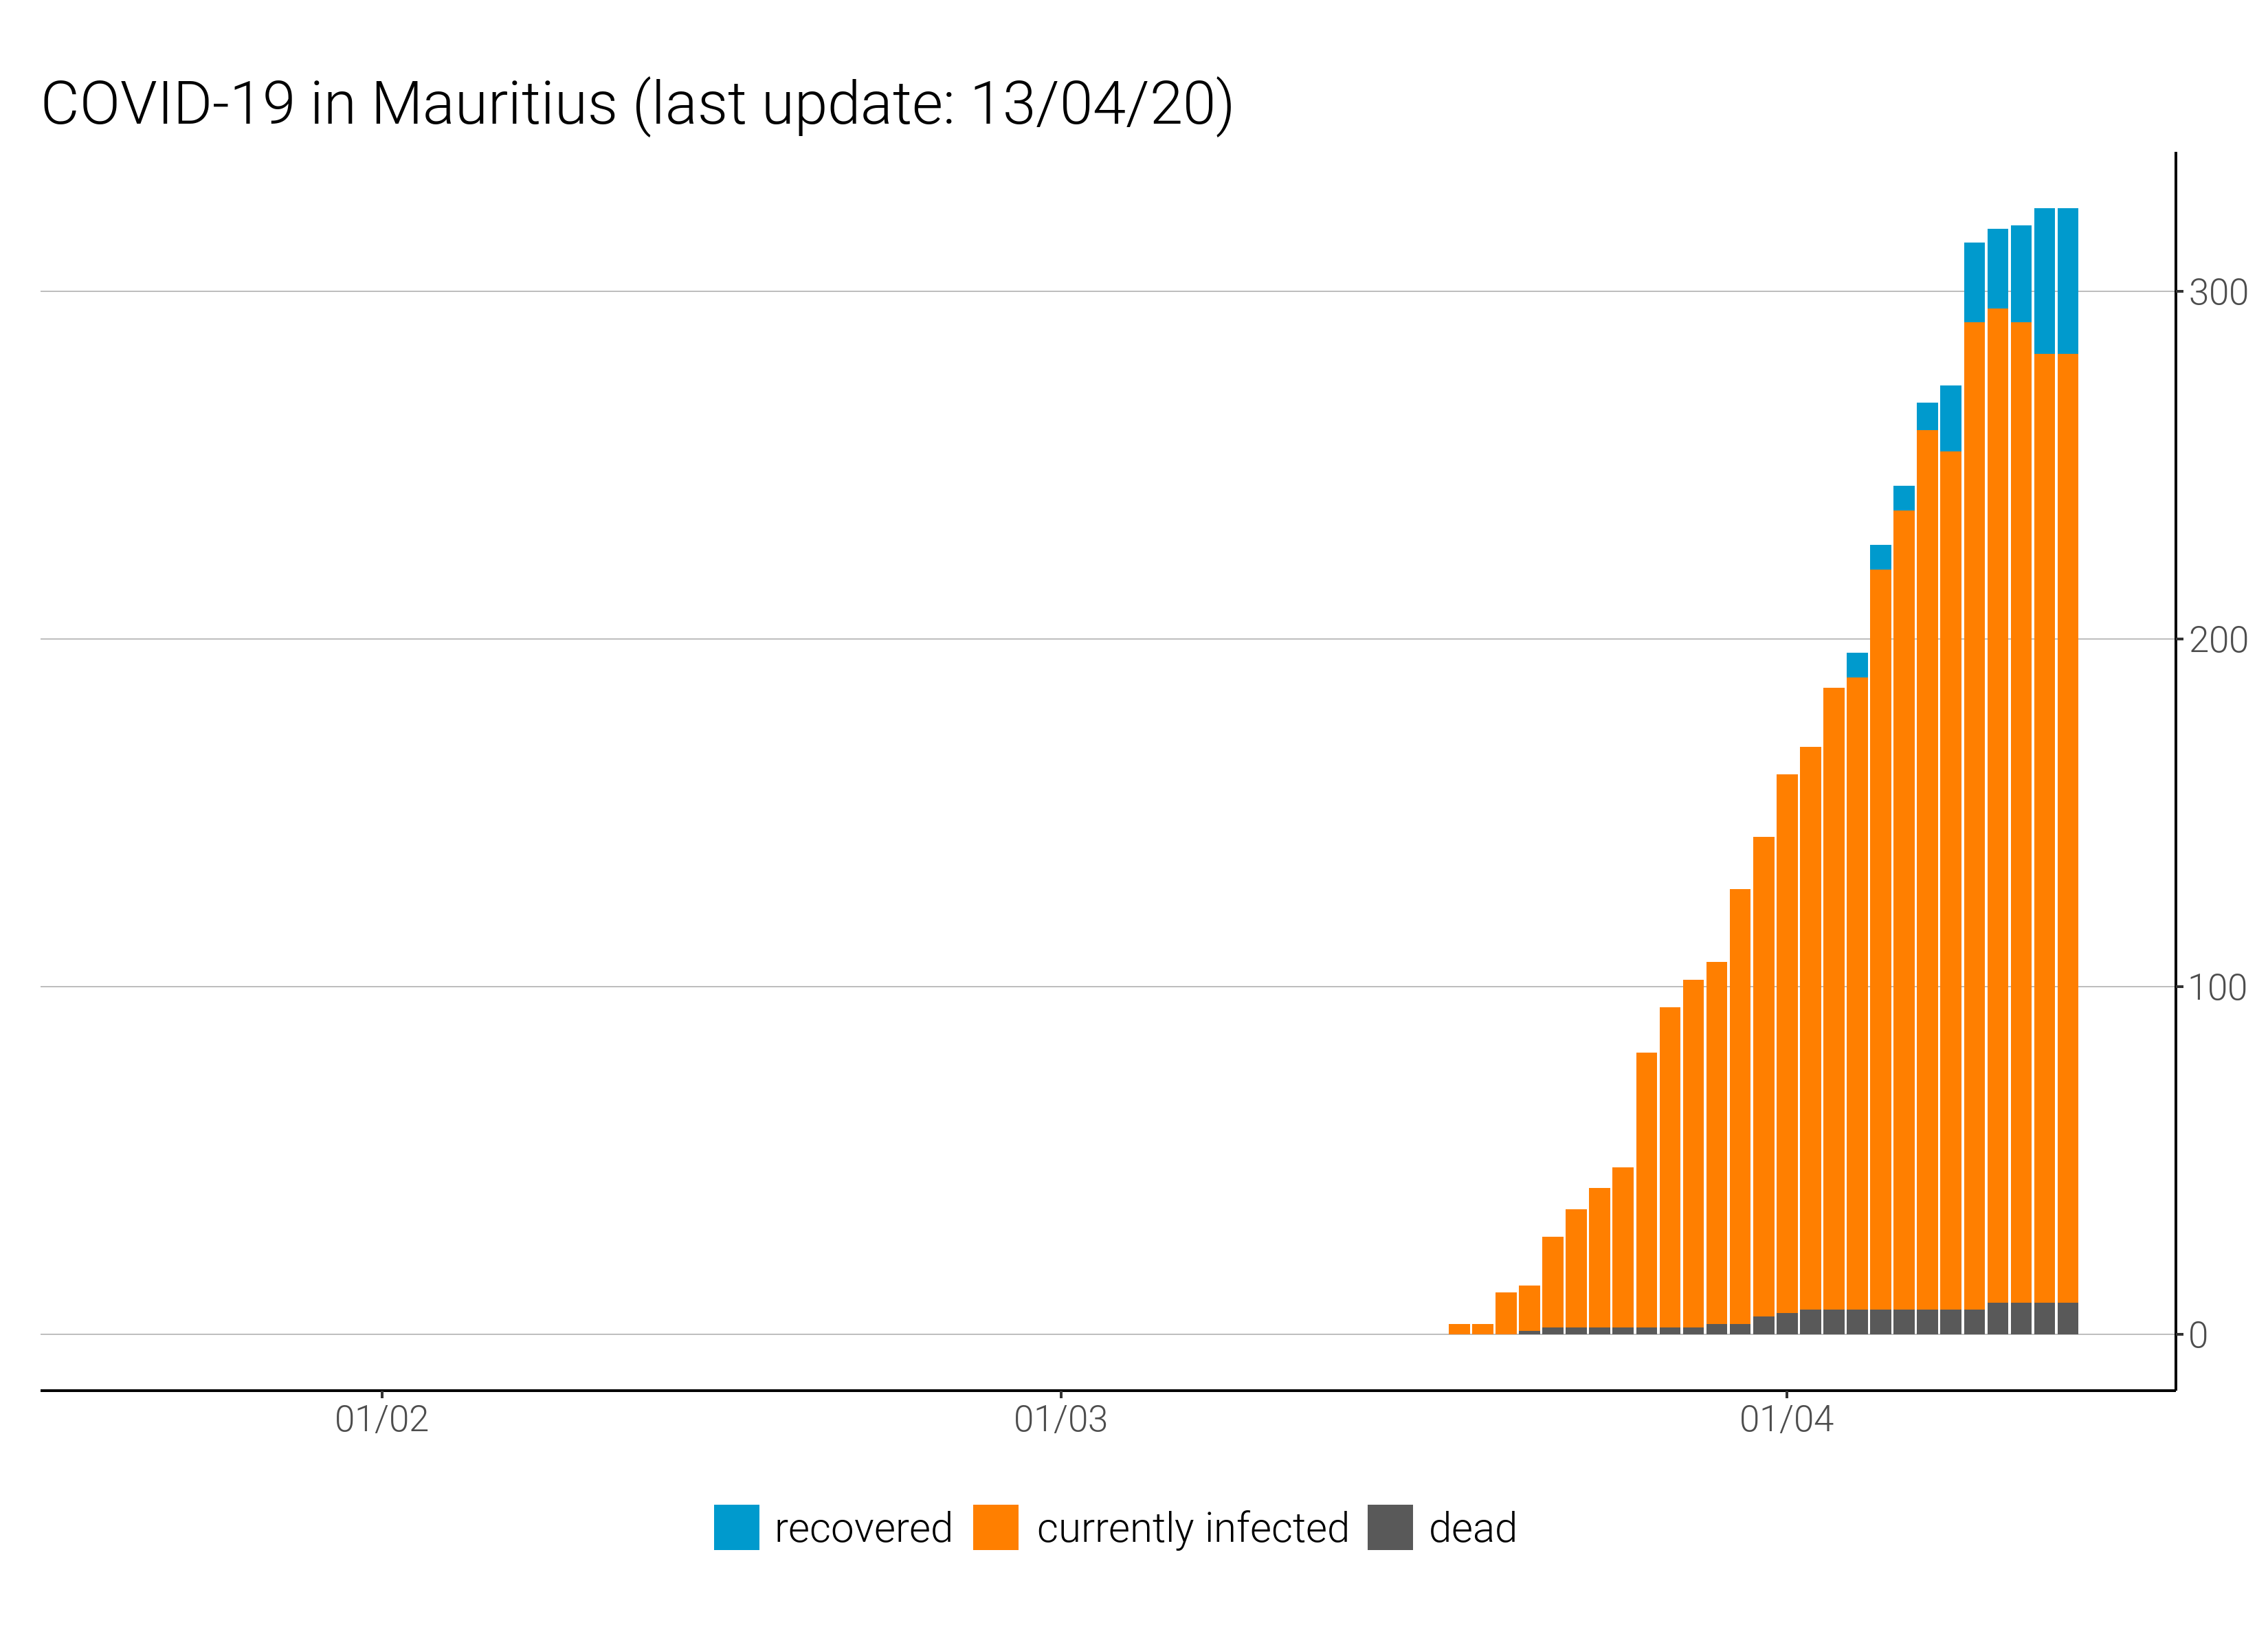 COVID-19 in Mauritius (last update: 13/04/20)
300
200
100
0
01/02 01/03 01/04
recovered currently infected dead